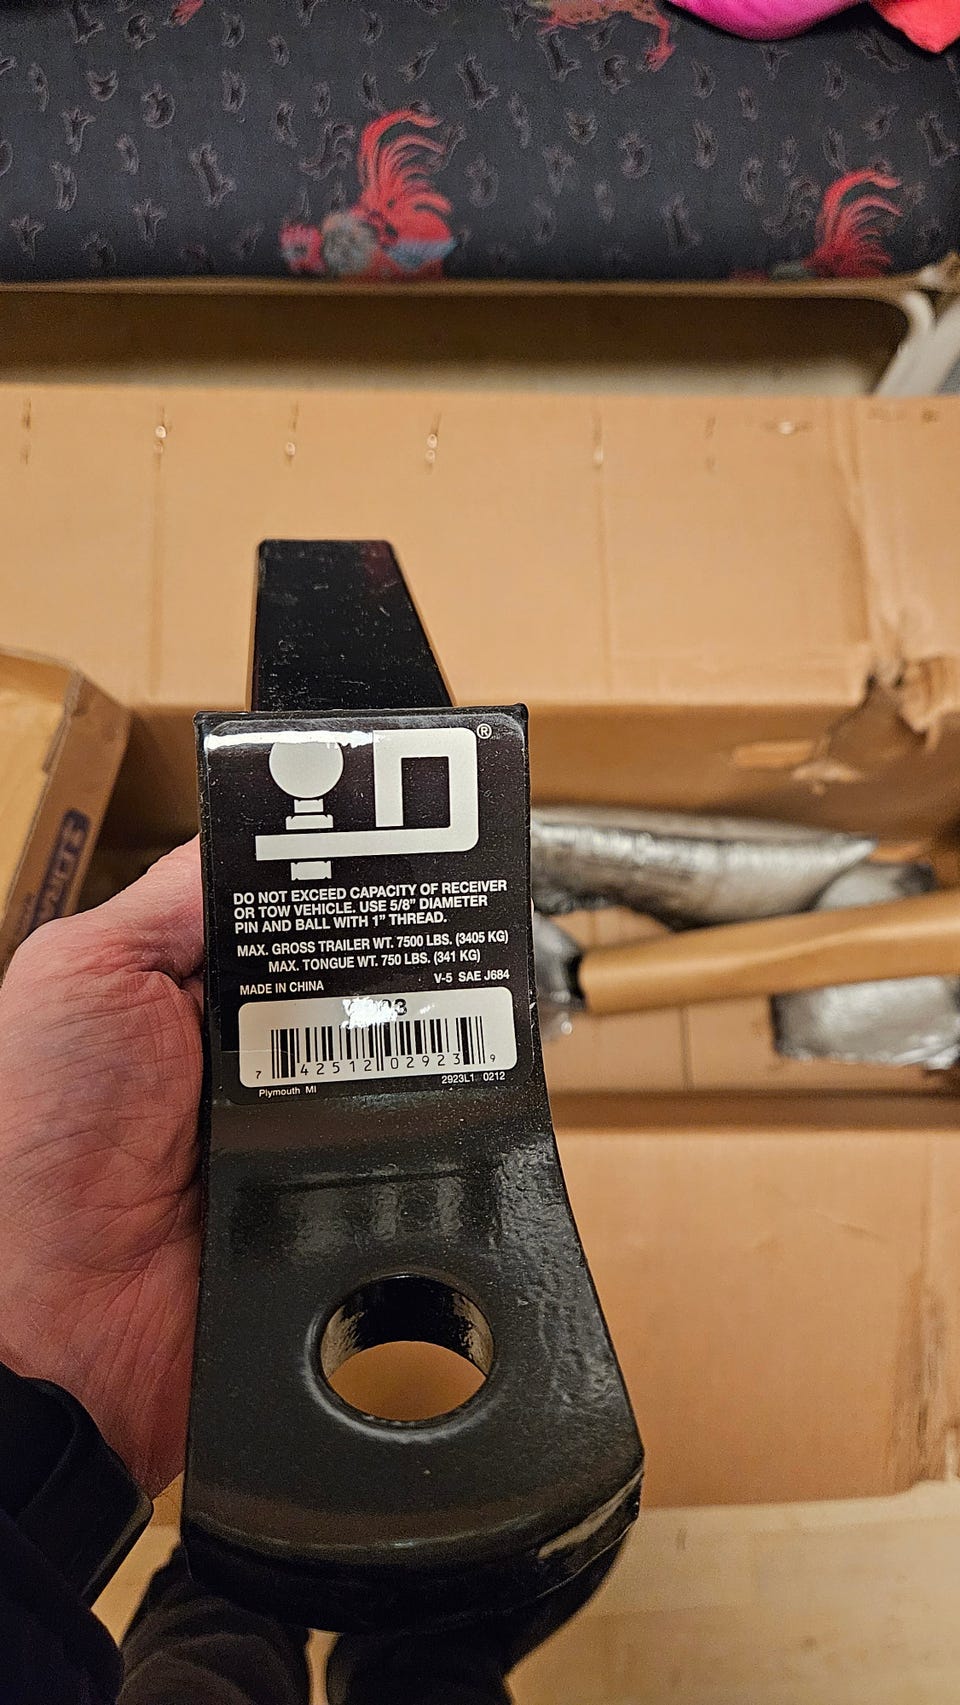 ®
DO NOT EXCEED CAPACITY OF RECEIVER
OR TOW VEHICLE. USE 5/8" DIAMETER
PIN AND BALL WITH 1" THREAD.
MAX. GROSS TRAILER WT. 7500 LBS. (3405 KG)
MAX. TONGUE WT. 750 LBS. (341 KG)
MADE IN CHINA V-5 SAE J684
7 42512 02923 9
Plymouth MI 2923L1 0212